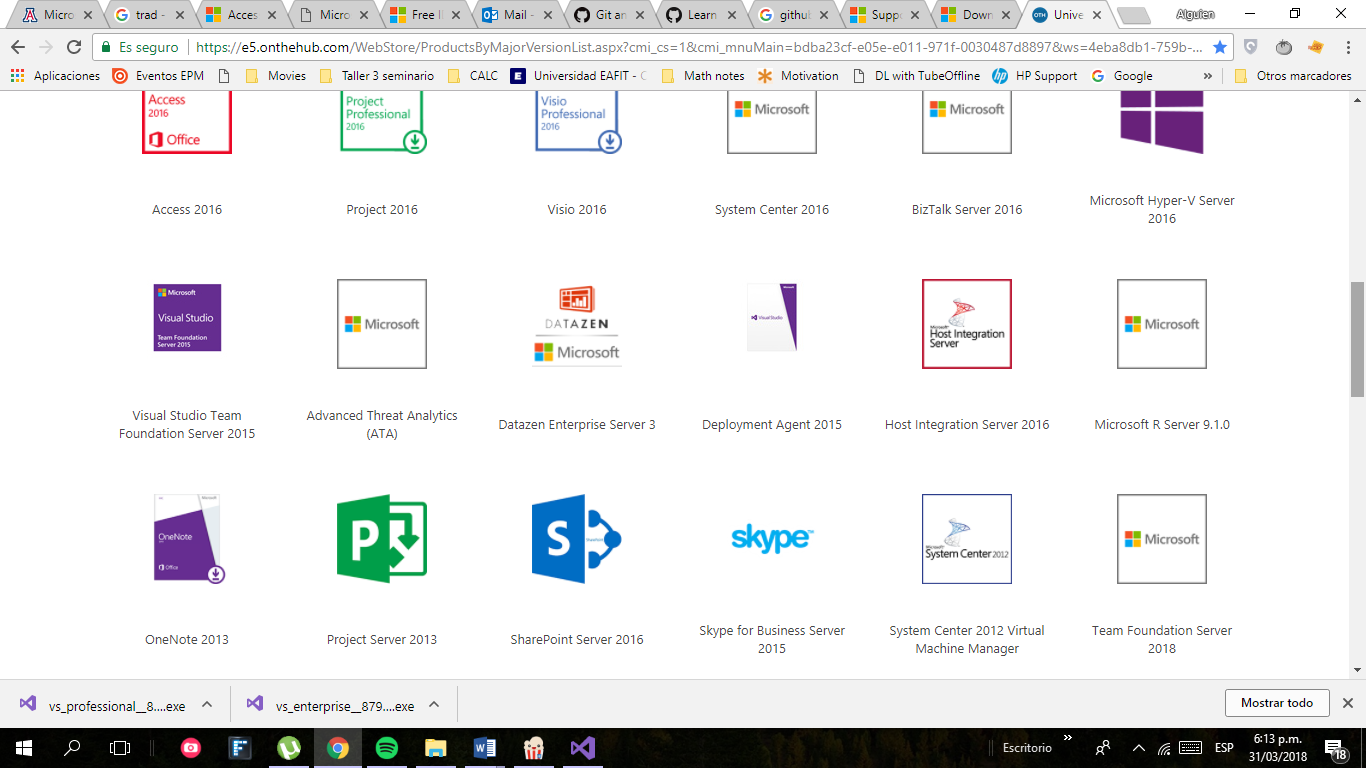 Micro
trad -
Acces
Micro
Free I
Mail -
Git an
Learn
github
Suppo
Down
OTH
Unive
Alguien
Es seguro
https://e5.onthehub.com/WebStore/ProductsByMajorVersionList.aspx?cmi_cs=1&cmi_mnuMain=bdba23cf-e05e-e011-971f-0030487d8897&ws=4eba8db1-759b-...
Aplicaciones
Eventos EPM
Movies
Taller 3 seminario
CALC
Universidad EAFIT - C
Math notes
Motivation
DL with TubeOffline
HP Support
Google
»
Otros marcadores
Access
2016
Office
Project
Professional
2016
Visio
Professional
2016
Microsoft
Microsoft
Access 2016
Project 2016
Visio 2016
System Center 2016
BizTalk Server 2016
Microsoft Hyper-V Server
2016
Microsoft
Visual Studio
Team Foundation
Server 2015
Microsoft
DATAZEN
Microsoft
Visual Studio
Microsoft
Host Integration
Server
Microsoft
Visual Studio Team
Foundation Server 2015
Advanced Threat Analytics
(ATA)
Datazen Enterprise Server 3
Deployment Agent 2015
Host Integration Server 2016
Microsoft R Server 9.1.0
OneNote
Office
P
S
SharePoint
skype
Microsoft
System Center 2012
Microsoft
OneNote 2013
Project Server 2013
SharePoint Server 2016
Skype for Business Server
2015
System Center 2012 Virtual
Machine Manager
Team Foundation Server
2018
vs_professional__8....exe
vs_enterprise__879....exe
Mostrar todo
Escritorio
»
ESP
6:13 p.m.
31/03/2018
18